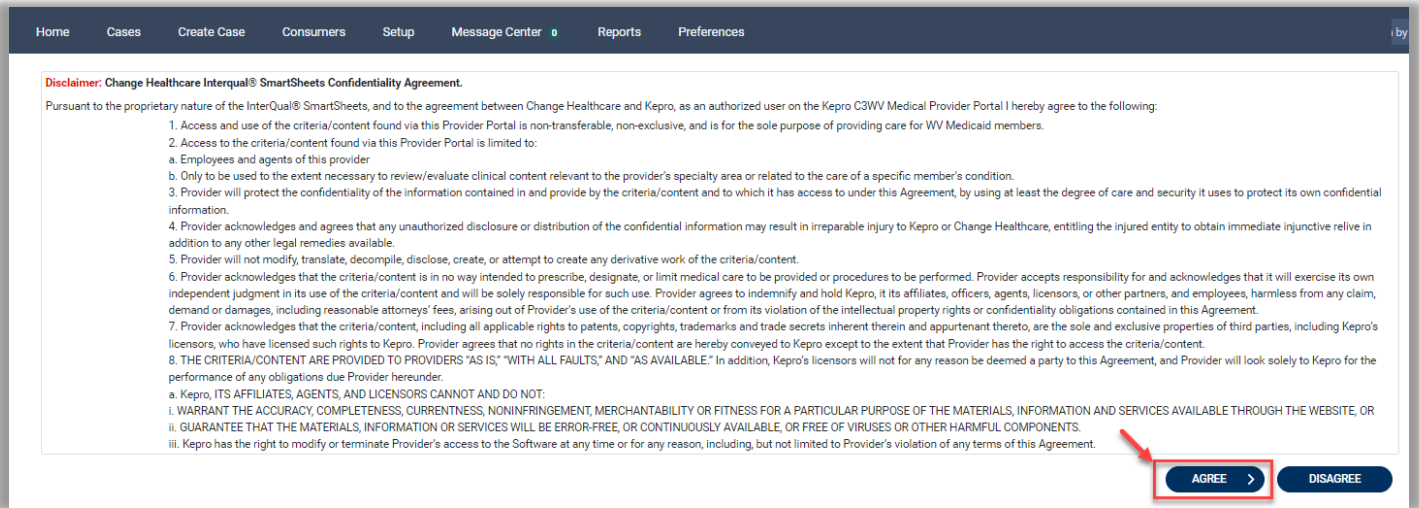 Home Cases Create Case Consumers Setup Message Center 0 Reports Preferences by
Disclaimer: Change Healthcare Interqual® SmartSheets Confidentiality Agreement.
Pursuant to the proprietary nature of the InterQual® SmartSheets, and to the agreement between Change Healthcare and Kepro, as an authorized user on the Kepro C3WV Medical Provider Portal I hereby agree to the following:
1. Access and use of the criteria/content found via this Provider Portal is non-transferable, non-exclusive, and is for the sole purpose of providing care for WV Medicaid members.
2. Access to the criteria/content found via this Provider Portal is limited to:
a. Employees and agents of this provider
b. Only to be used to the extent necessary to review/evaluate clinical content relevant to the provider's specialty area or related to the care of a specific member's condition.
3. Provider will protect the confidentiality of the information contained in and provide by the criteria/content and to which it has access to under this Agreement, by using at least the degree of care and security it uses to protect its own confidential
information.
4. Provider acknowledges and agrees that any unauthorized disclosure or distribution of the confidential information may result in irreparable injury to Kepro or Change Healthcare, entitling the injured entity to obtain immediate injunctive relive in
addition to any other legal remedies available.
5. Provider will not modify, translate, decompile, disclose, create, or attempt to create any derivative work of the criteria/content.
6. Provider acknowledges that the criteria/content is in no way intended to prescribe, designate, or limit medical care to be provided or procedures to be performed. Provider accepts responsibility for and acknowledges that it will exercise its own
independent judgment in its use of the criteria/content and will be solely responsible for such use. Provider agrees to indemnify and hold Kepro, it its affiliates, officers, agents, licensors, or other partners, and employees, harmless from any claim,
demand or damages, including reasonable attorneys' fees, arising out of Provider's use of the criteria/content or from its violation of the intellectual property rights or confidentiality obligations contained in this Agreement.
7. Provider acknowledges that the criteria/content, including all applicable rights to patents, copyrights, trademarks and trade secrets inherent therein and appurtenant thereto, are the sole and exclusive properties of third parties, including Kepro's
licensors, who have licensed such rights to Kepro. Provider agrees that no rights in the criteria/content are hereby conveyed to Kepro except to the extent that Provider has the right to access the criteria/content.
8. THE CRITERIA/CONTENT ARE PROVIDED TO PROVIDERS "AS IS," "WITH ALL FAULTS," AND "AS AVAILABLE." In addition, Kepro's licensors will not for any reason be deemed a party to this Agreement, and Provider will look solely to Kepro for the
performance of any obligations due Provider hereunder.
a. Kepro, ITS AFFILIATES, AGENTS, AND LICENSORS CANNOT AND DO NOT:
i. WARRANT THE ACCURACY, COMPLETENESS, CURRENTNESS, NONINFRINGEMENT, MERCHANTABILITY OR FITNESS FOR A PARTICULAR PURPOSE OF THE MATERIALS, INFORMATION AND SERVICES AVAILABLE THROUGH THE WEBSITE, OR
ii. GUARANTEE THAT THE MATERIALS, INFORMATION OR SERVICES WILL BE ERROR-FREE, OR CONTINUOUSLY AVAILABLE, OR FREE OF VIRUSES OR OTHER HARMFUL COMPONENTS.
iii. Kepro has the right to modify or terminate Provider's access to the Software at any time or for any reason, including, but not limited to Provider's violation of any terms of this Agreement.
AGREE DISAGREE